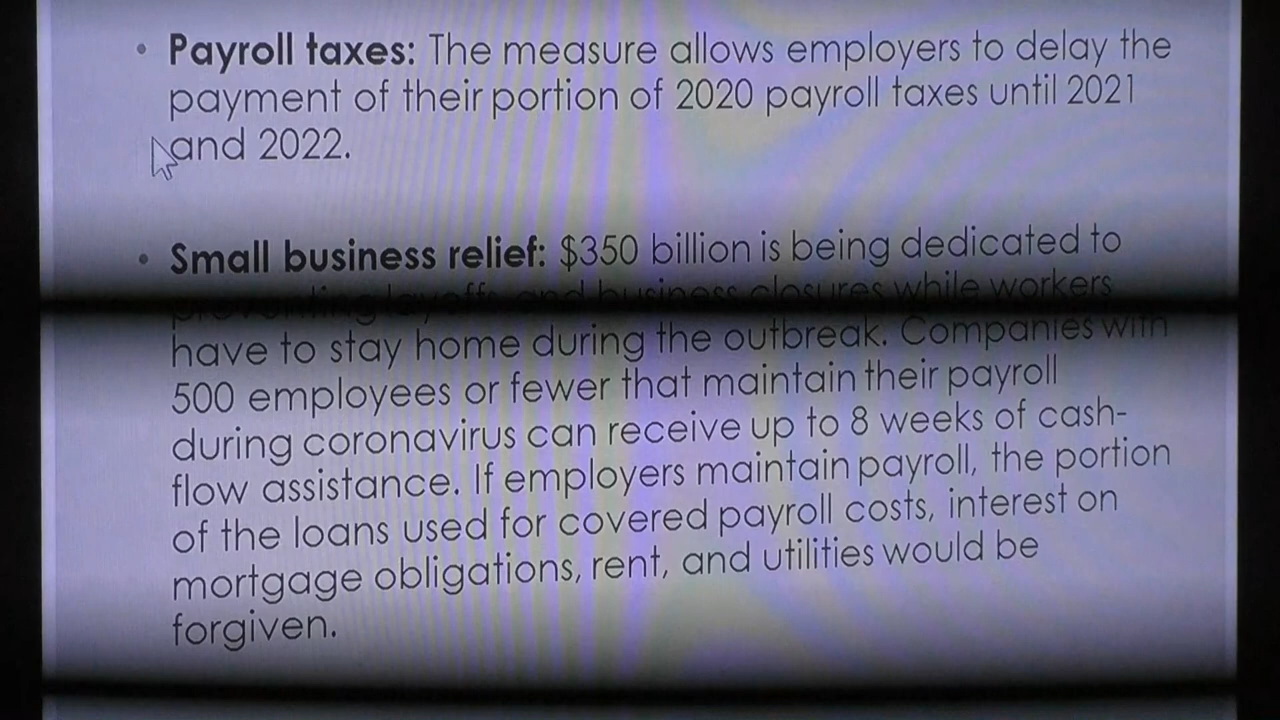 • Payroll taxes: The measure allows employers to delay the
payment of their portion of 2020 payroll taxes until 2021
and 2022.
• Small business relief: $350 billion is being dedicated to
preventing layoffs and business closures while workers
have to stay home during the outbreak. Companies with
500 employees or fewer that maintain their payroll
during coronavirus can receive up to 8 weeks of cash-
flow assistance. If employers maintain payroll, the portion
of the loans used for covered payroll costs, interest on
mortgage obligations, rent, and utilities would be
forgiven.